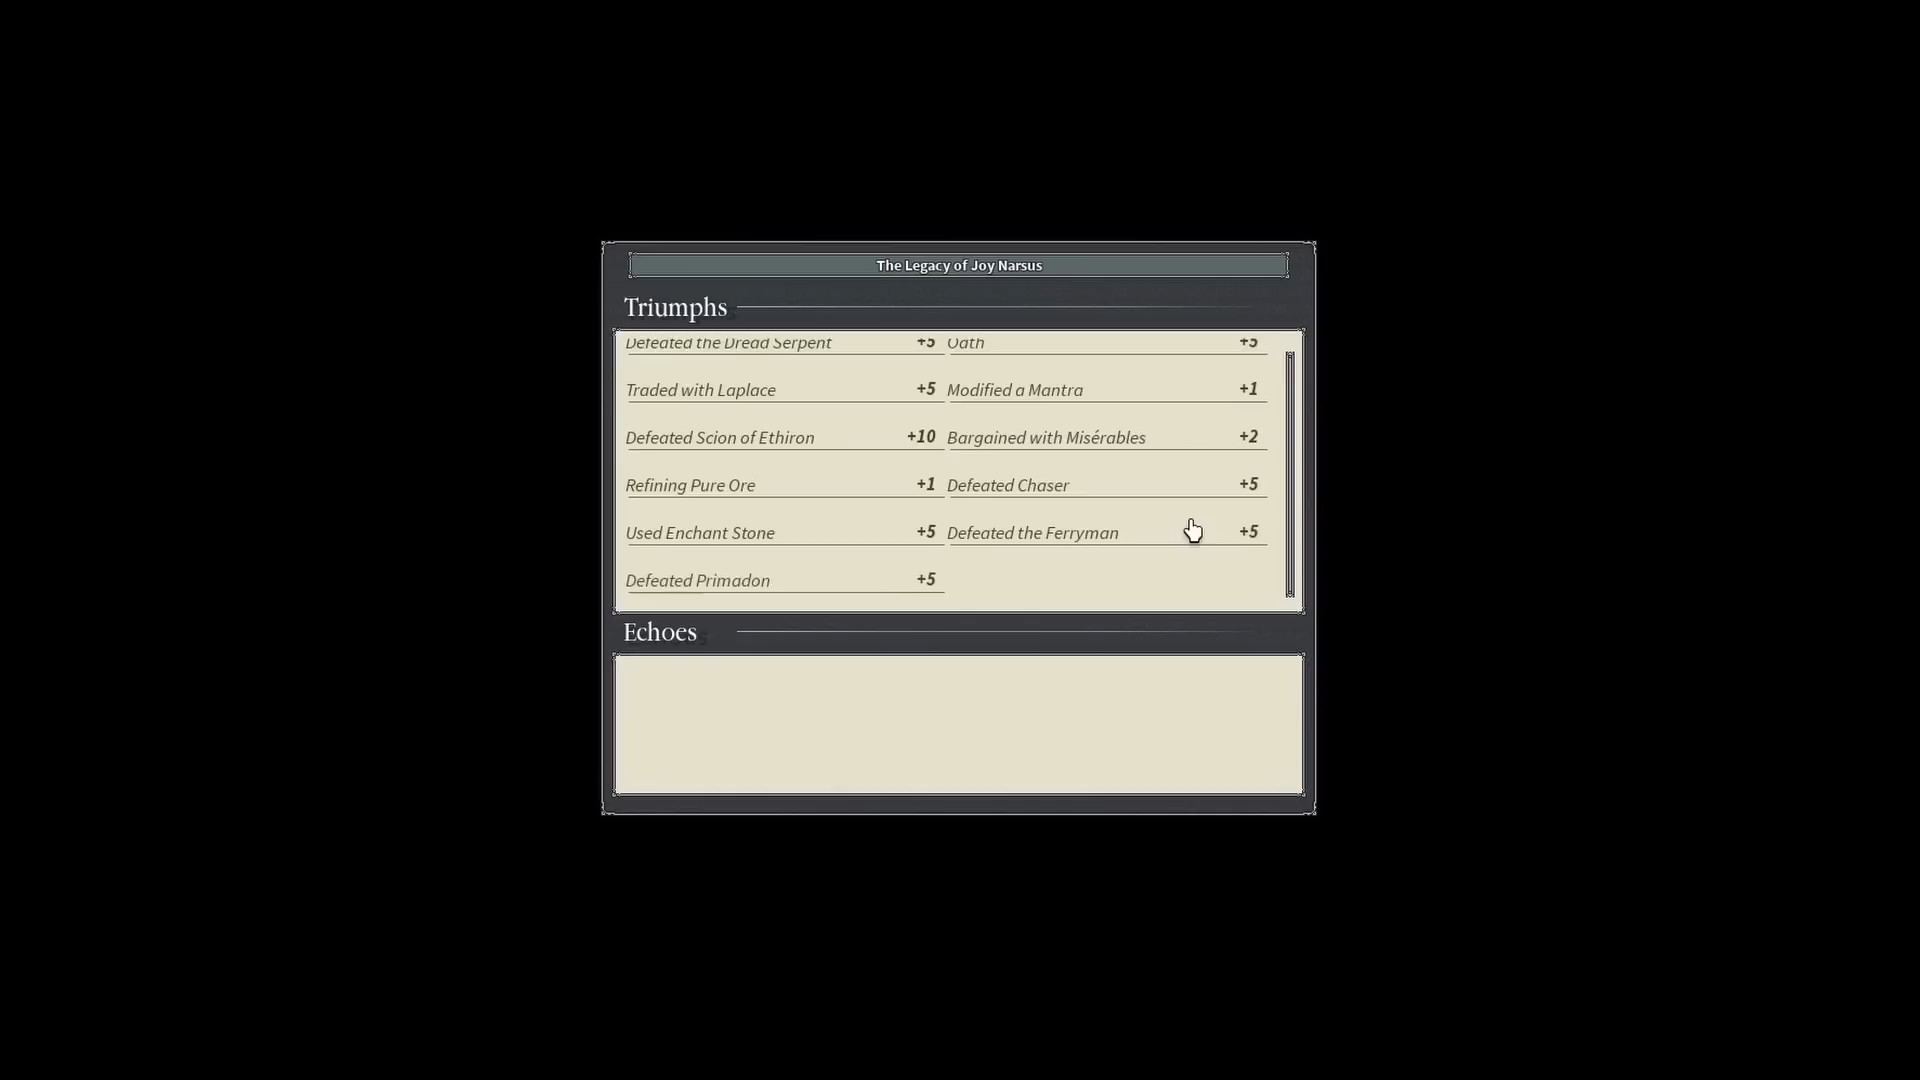 The Legacy of Joy Narsus
Triumphs
Defeated the Dread Serpent +5 Oath +5
Traded with Laplace +5 Modified a Mantra +1
Defeated Scion of Ethiron +10 Bargained with Misérables +2
Refining Pure Ore +1 Defeated Chaser +5
Used Enchant Stone +5 Defeated the Ferryman +5
Defeated Primadon +5
Echoes